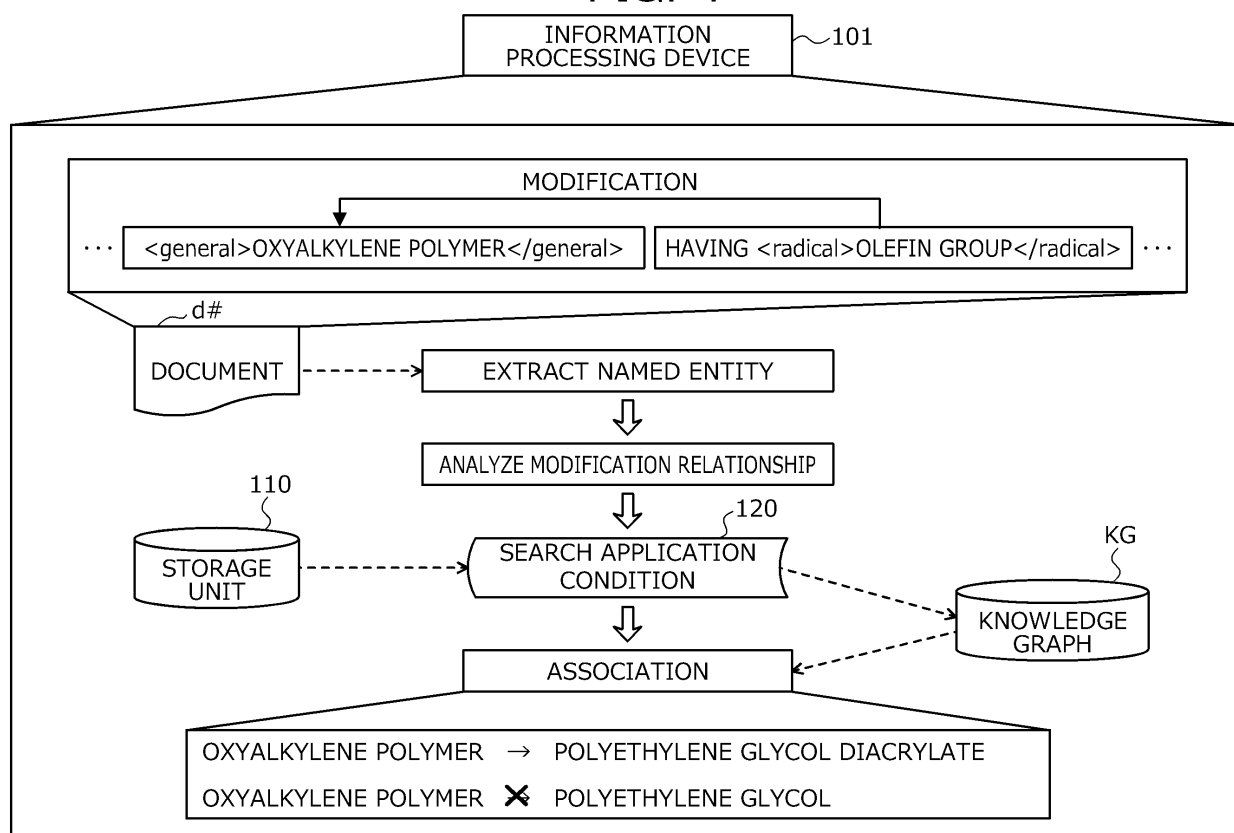 INFORMATION
PROCESSING DEVICE
101
MODIFICATION
··· <general>OXYALKYLENE POLYMER</general> HAVING <radical>OLEFIN GROUP</radical> ···
d#
DOCUMENT
EXTRACT NAMED ENTITY
ANALYZE MODIFICATION RELATIONSHIP
110
120
STORAGE
UNIT
SEARCH APPLICATION
CONDITION
KG
KNOWLEDGE
GRAPH
ASSOCIATION
OXYALKYLENE POLYMER → POLYETHYLENE GLYCOL DIACRYLATE
OXYALKYLENE POLYMER POLYETHYLENE GLYCOL